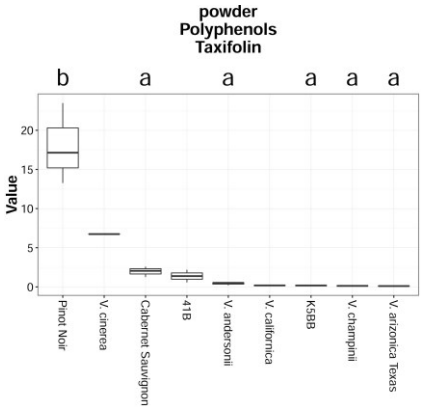 powder
Polyphenols
Taxifolin
b a a a a a
Value
20
15
10
5
0
Pinot Noir
V. cinerea
Cabernet Sauvignon
41B
V. andersonii
V. californica
K5BB
V. champinii
V. arizonica Texas